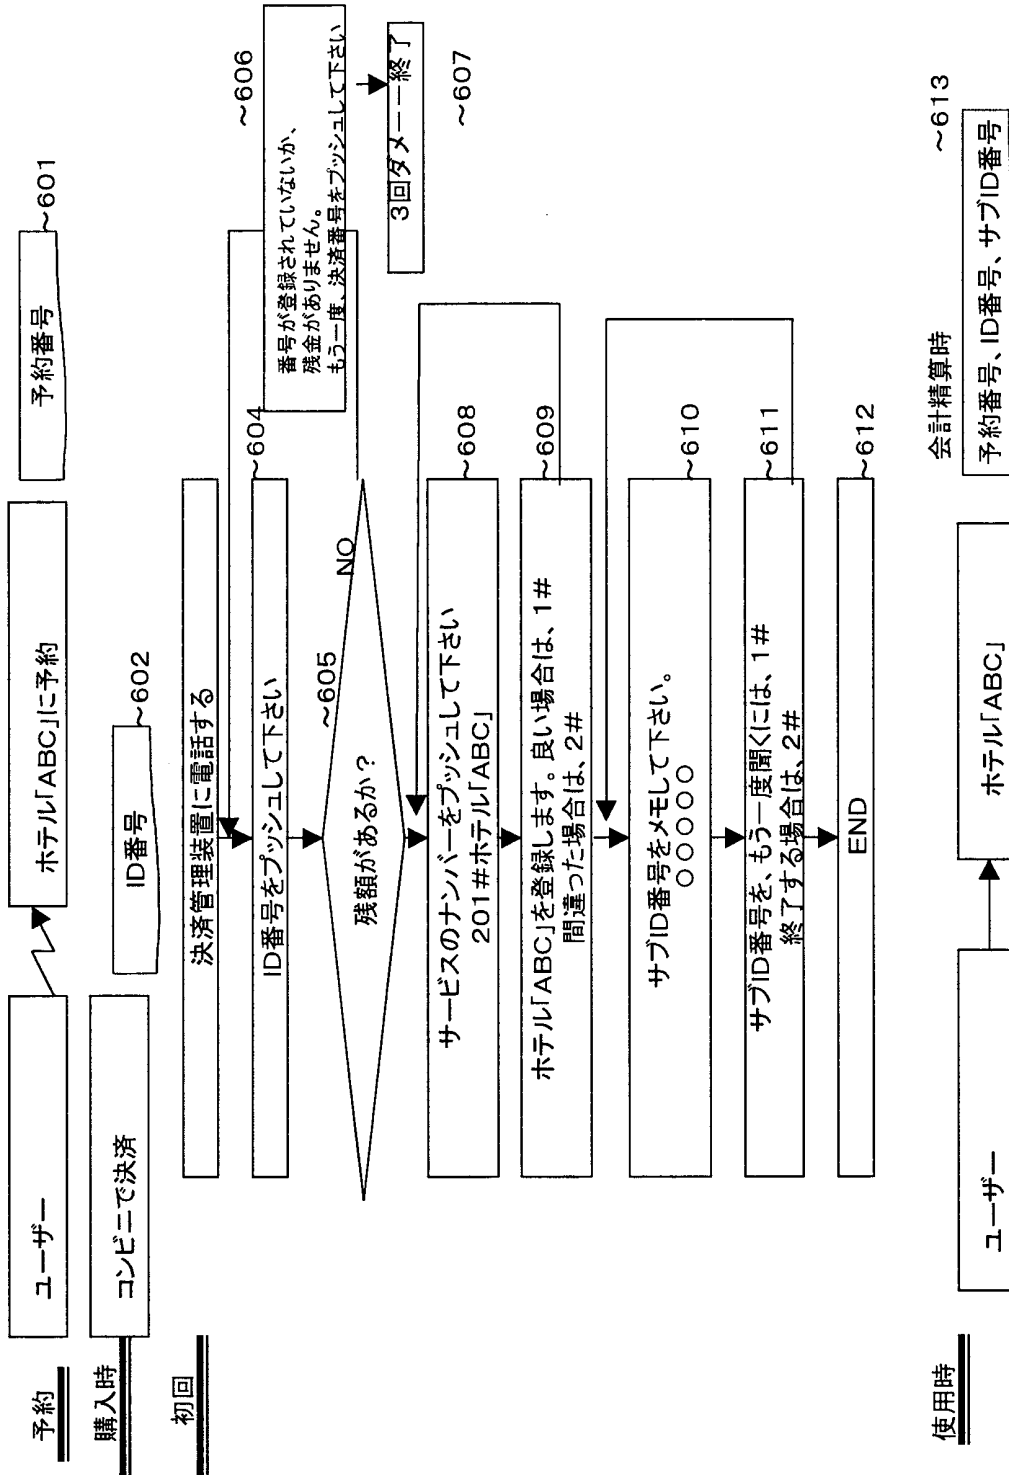 予約
ユーザー
ホテル「ABC」に予約
予約番号
~601
購入時
コンビニで決済
ID番号
~602
初回
決済管理装置に電話する
ID番号をプッシュして下さい
~604
残額があるか?
~605
NO
番号が登録されていないか、
残金がありません。
もう一度、決済番号をプッシュして下さい
~606
3回ダメーー終了
~607
サービスのナンバーをプッシュして下さい
201#ホテル「ABC」
~608
ホテル「ABC」を登録します。良い場合は、1#
間違った場合は、2#
~609
サブID番号をメモして下さい。
○○○○○○
~610
サブID番号を、もう一度聞くには、1#
終了する場合は、2#
~611
END
~612
使用時
ユーザー
ホテル「ABC」
会計精算時
~613
予約番号、ID番号、サブID番号